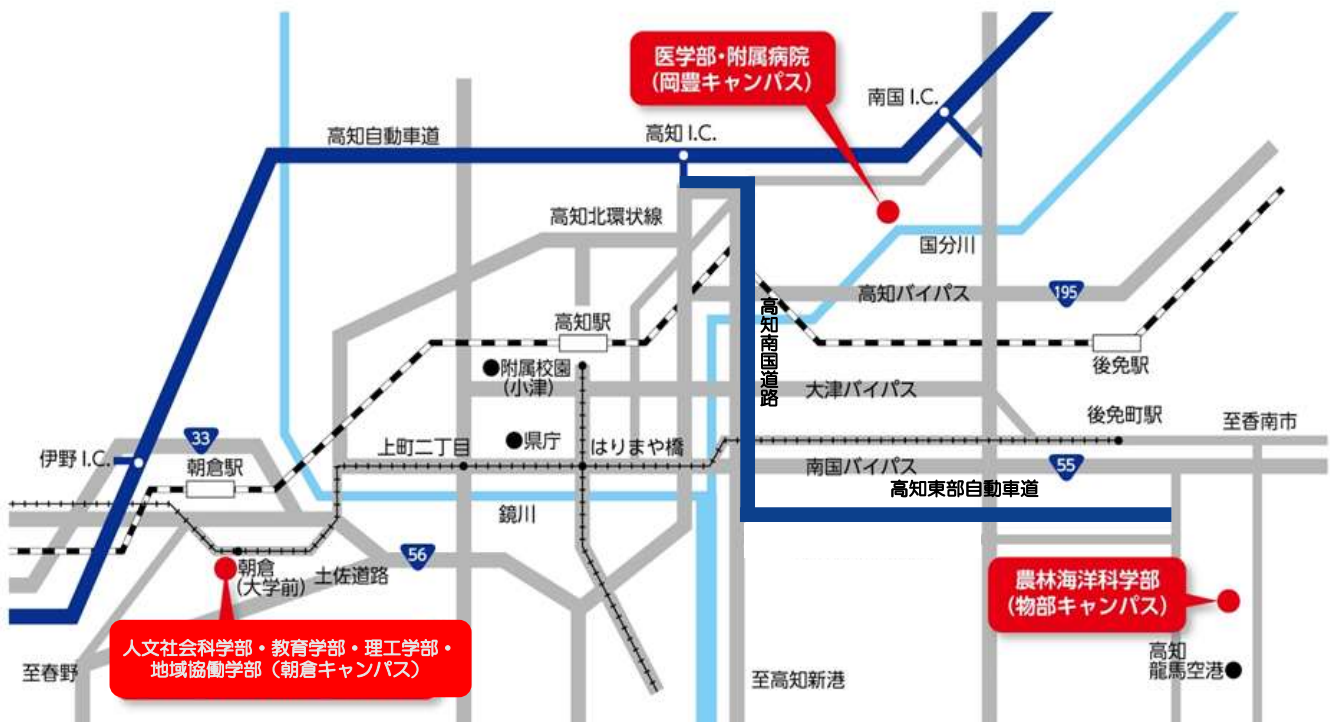 医学部・附属病院
(岡豊キャンパス)
南国 I.C.
高知自動車道
高知 I.C.
高知北環状線
国分川
高知バイパス
195
高知南国道路
高知駅
後免駅
附属校園
(小津)
大津バイパス
後免町駅
至香南市
33
伊野 I.C.
朝倉駅
上町二丁目
県庁
はりまや橋
南国バイパス
55
高知東部自動車道
鏡川
56
朝倉
(大学前)
土佐道路
農林海洋科学部
(物部キャンパス)
人文社会科学部・教育学部・理工学部・
地域協働学部（朝倉キャンパス）
至春野
至高知新港
高知
龍馬空港